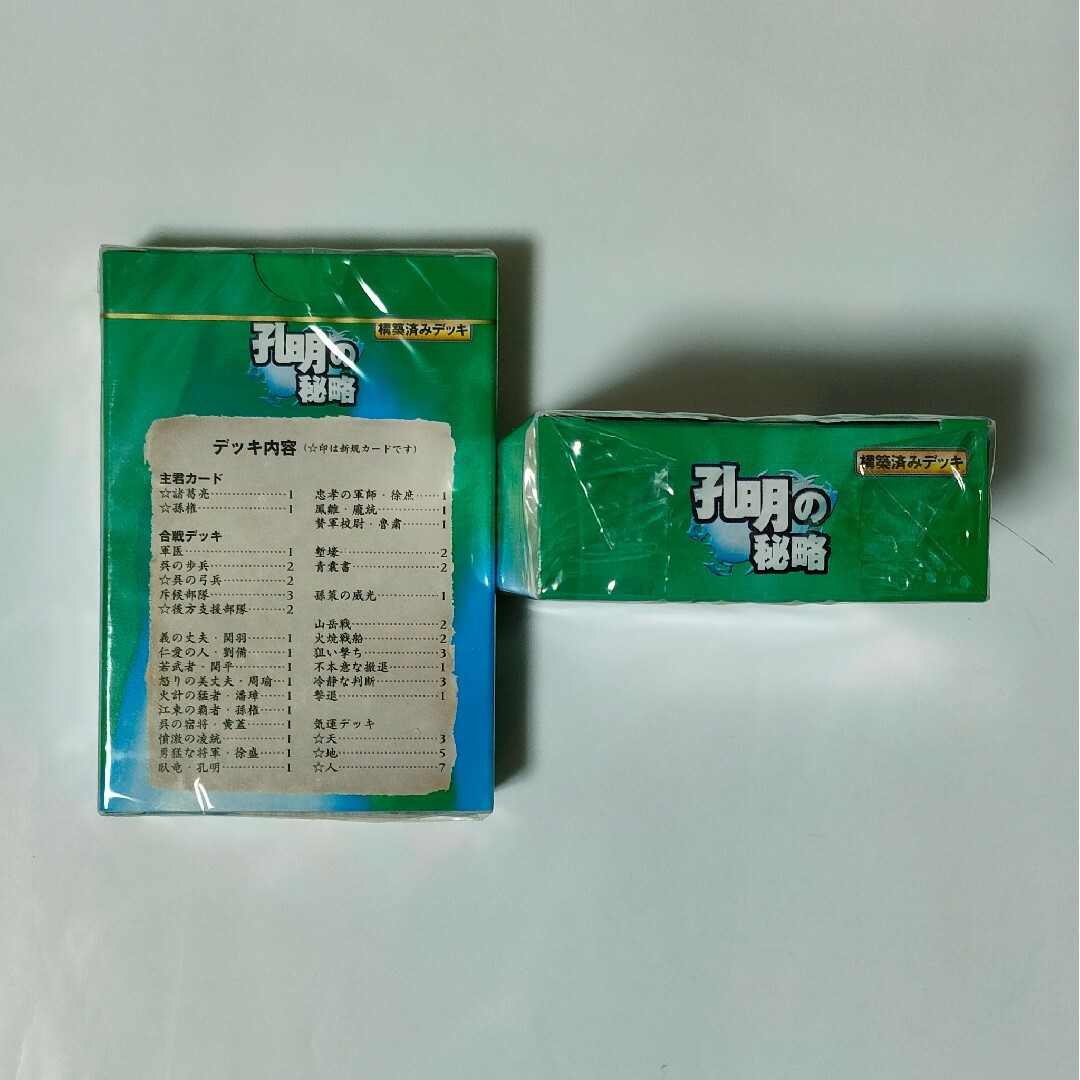 構築済みデッキ
孔明の
秘略
デッキ内容(☆印は新規カードです)
主君カード
☆諸葛亮…………………1
☆孫権……………………1
合戦デッキ
軍医………………………1
呉の歩兵…………………2
☆呉の弓兵………………2
斥候部隊…………………3
☆後方支援部隊…………2
義の丈夫・関羽………1
仁愛の人・劉備………1
若武者・関平…………1
怒りの美丈夫・周瑜…1
火計の猛者・潘璋……1
江東の覇者・孫権……1
呉の宿将・黄蓋………1
憤激の凌統……………1
勇猛な将軍・徐盛……1
臥竜・孔明……………1
忠孝の軍師・徐庶……1
鳳雛・龐統……………1
賛軍校尉・魯粛………1
塹壕……………………2
青嚢書…………………2
孫策の威光……………1
山岳戦…………………2
火焼戦船………………2
狙い撃ち………………3
不本意な撤退…………1
冷静な判断……………3
撃退……………………1
気運デッキ
☆天……………………3
☆地……………………5
☆人……………………7
構築済みデッキ
孔明の
秘略